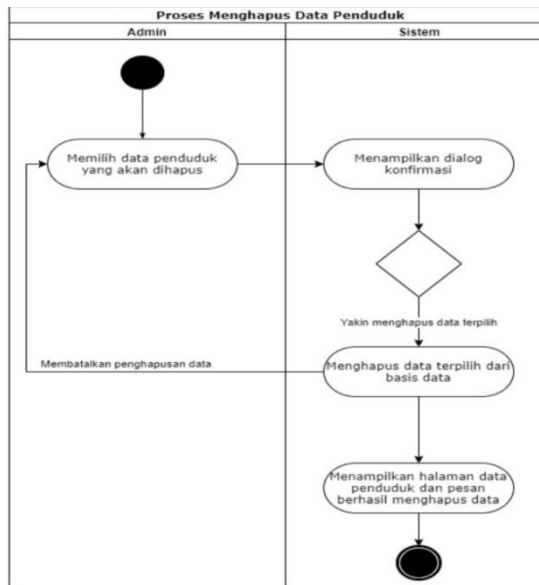 Proses Menghapus Data Penduduk
Admin
Sistem
Memilih data penduduk
yang akan dihapus
Menampilkan dialog
konfirmasi
Yakin menghapus data terpilih
Membatalkan penghapusan data
Menghapus data terpilih dari
basis data
Menampilkan halaman data
penduduk dan pesan
berhasil menghapus data